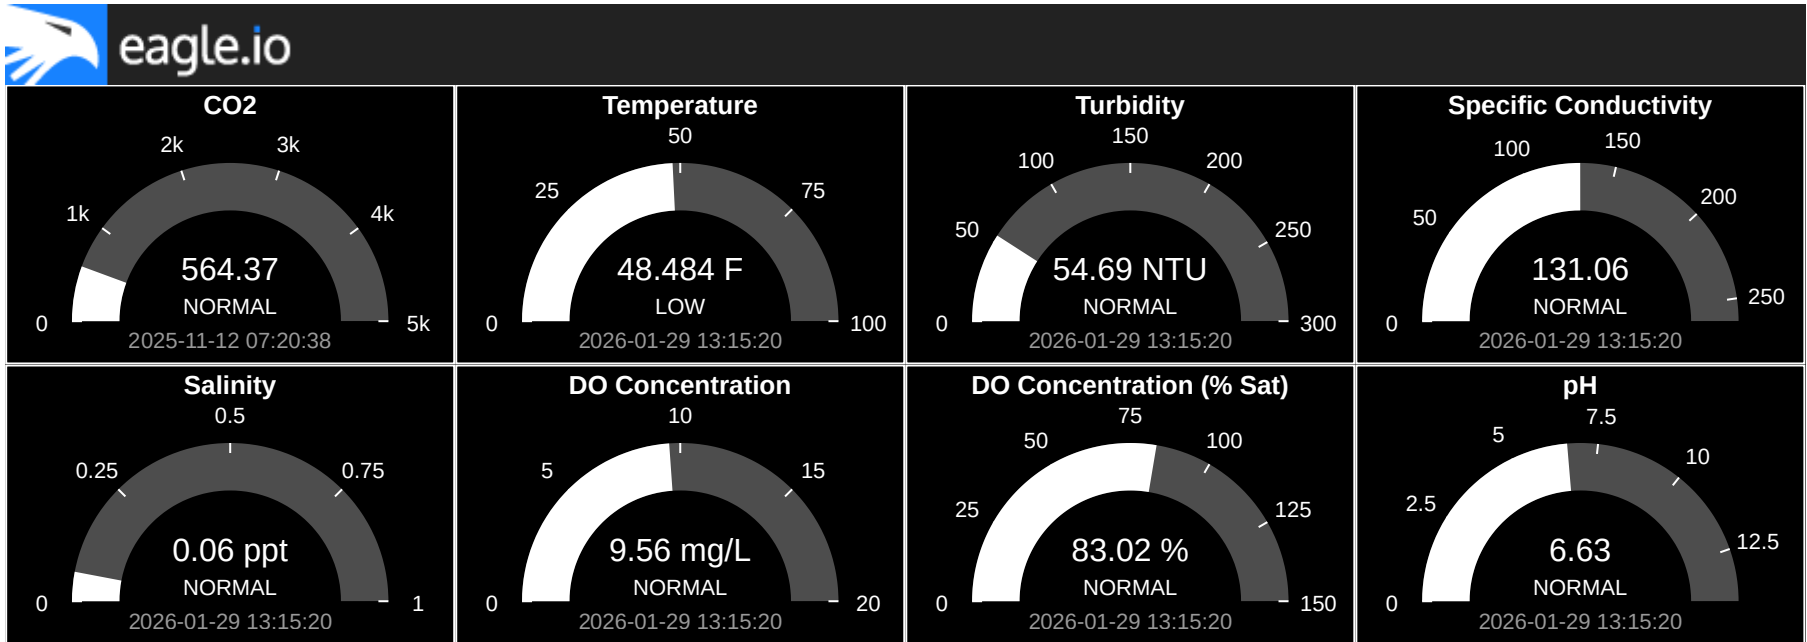 eagle.io
CO2
0
1k
2k
3k
4k
5k
564.37
NORMAL
2025-11-12 07:20:38
Temperature
0
25
50
75
100
48.484 F
LOW
2026-01-29 13:15:20
Turbidity
0
50
100
150
200
250
300
54.69 NTU
NORMAL
2026-01-29 13:15:20
Specific Conductivity
0
50
100
150
200
250
131.06
NORMAL
2026-01-29 13:15:20
Salinity
0
0.25
0.5
0.75
1
0.06 ppt
NORMAL
2026-01-29 13:15:20
DO Concentration
0
5
10
15
20
9.56 mg/L
NORMAL
2026-01-29 13:15:20
DO Concentration (% Sat)
0
25
50
75
100
125
150
83.02 %
NORMAL
2026-01-29 13:15:20
pH
0
2.5
5
7.5
10
12.5
6.63
NORMAL
2026-01-29 13:15:20